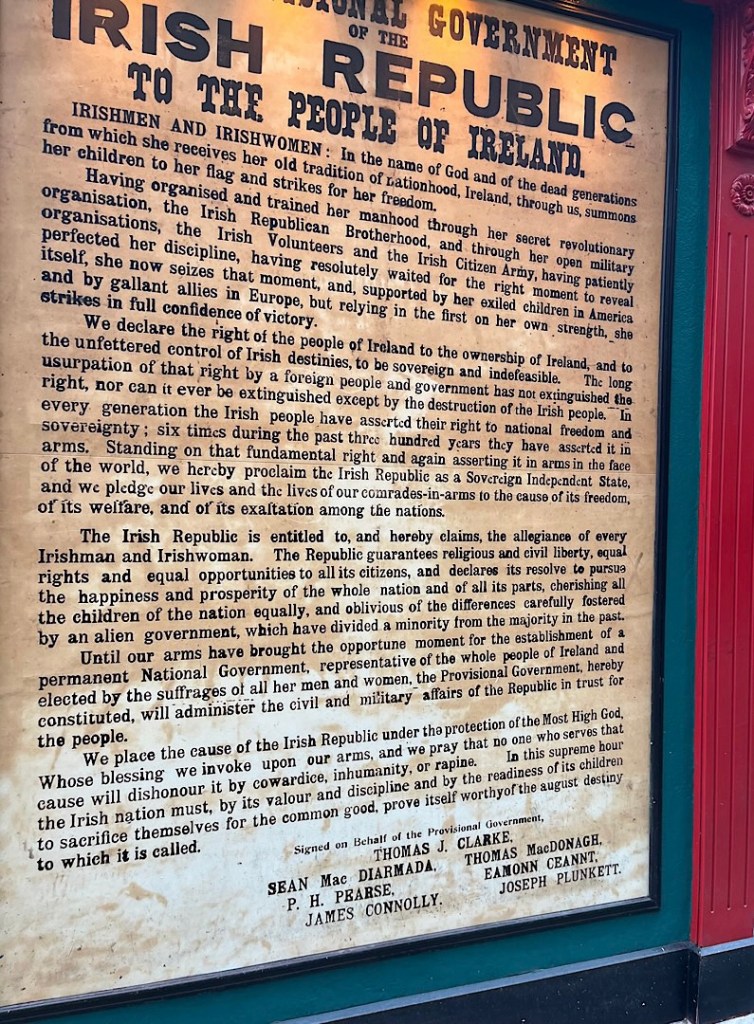 GOVERNMENT
OF THE
IRISH REPUBLIC
TO THE PEOPLE OF IRELAND.
IRISHMEN AND IRISHWOMEN: In the name of God and of the dead generations
from which she receives her old tradition of nationhood, Ireland, through us, summons
her children to her flag and strikes for her freedom.
Having organised and trained her manhood through her secret revolutionary
organisation, the Irish Republican Brotherhood, and through her open military
organisations, the Irish Volunteers and the Irish Citizen Army, having patiently
perfected her discipline, having resolutely waited for the right moment to reveal
itself, she now seizes that moment, and, supported by her exiled children in America
and by gallant allies in Europe, but relying in the first on her own strength, she
strikes in full confidence of victory.
We declare the right of the people of Ireland to the ownership of Ireland, and to
the unfettered control of Irish destinies, to be sovereign and indefeasible. The long
usurpation of that right by a foreign people and government has not extinguished the
right, nor can it ever be extinguished except by the destruction of the Irish people. In
every generation the Irish people have asserted their right to national freedom and
sovereignty; six times during the past three hundred years they have asserted it in
arms. Standing on that fundamental right and again asserting it in arms in the face
of the world, we hereby proclaim the Irish Republic as a Sovereign Independent State,
and we pledge our lives and the lives of our comrades-in-arms to the cause of its freedom,
of its welfare, and of its exaltation among the nations.
The Irish Republic is entitled to, and hereby claims, the allegiance of every
Irishman and Irishwoman. The Republic guarantees religious and civil liberty, equal
rights and equal opportunities to all its citizens, and declares its resolve to pursue
the happiness and prosperity of the whole nation and of all its parts, cherishing all
the children of the nation equally, and oblivious of the differences carefully fostered
by an alien government, which have divided a minority from the majority in the past.
Until our arms have brought the opportune moment for the establishment of a
permanent National Government, representative of the whole people of Ireland and
elected by the suffrages of all her men and women, the Provisional Government, hereby
constituted, will administer the civil and military affairs of the Republic in trust for
the people.
We place the cause of the Irish Republic under the protection of the Most High God,
Whose blessing we invoke upon our arms, and we pray that no one who serves that
cause will dishonour it by cowardice, inhumanity, or rapine. In this supreme hour
the Irish nation must, by its valour and discipline and by the readiness of its children
to sacrifice themselves for the common good, prove itself worthy of the august destiny
to which it is called.
Signed on Behalf of the Provisional Government,
THOMAS J. CLARKE,
SEAN Mac DIARMADA, THOMAS MacDONAGH,
P. H. PEARSE, EAMONN CEANNT,
JAMES CONNOLLY. JOSEPH PLUNKETT.